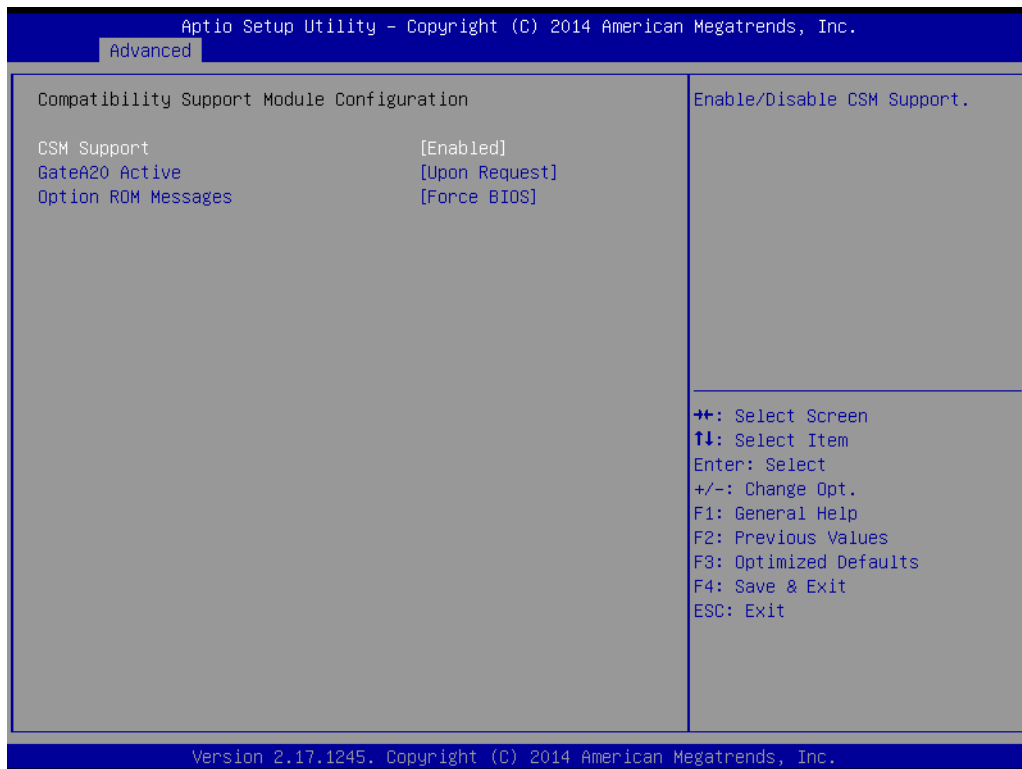 Aptio Setup Utility – Copyright (C) 2014 American Megatrends, Inc.
Advanced
Compatibility Support Module Configuration
CSM Support [Enabled]
GateA20 Active [Upon Request]
Option ROM Messages [Force BIOS]
Enable/Disable CSM Support.
→←: Select Screen
↑↓: Select Item
Enter: Select
+/-: Change Opt.
F1: General Help
F2: Previous Values
F3: Optimized Defaults
F4: Save & Exit
ESC: Exit
Version 2.17.1245. Copyright (C) 2014 American Megatrends, Inc.